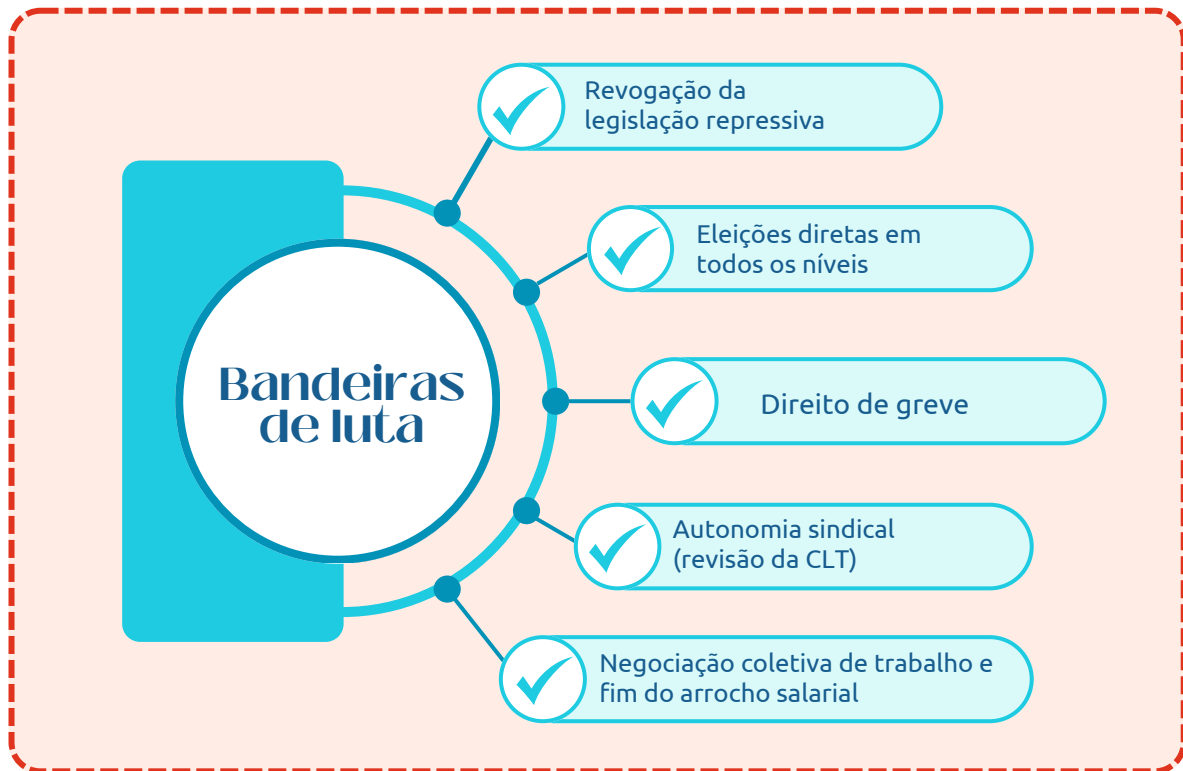 Bandeiras
de luta
Revogação da
legislação repressiva
Eleições diretas em
todos os níveis
Direito de greve
Autonomia sindical
(revisão da CLT)
Negociação coletiva de trabalho e
fim do arrocho salarial